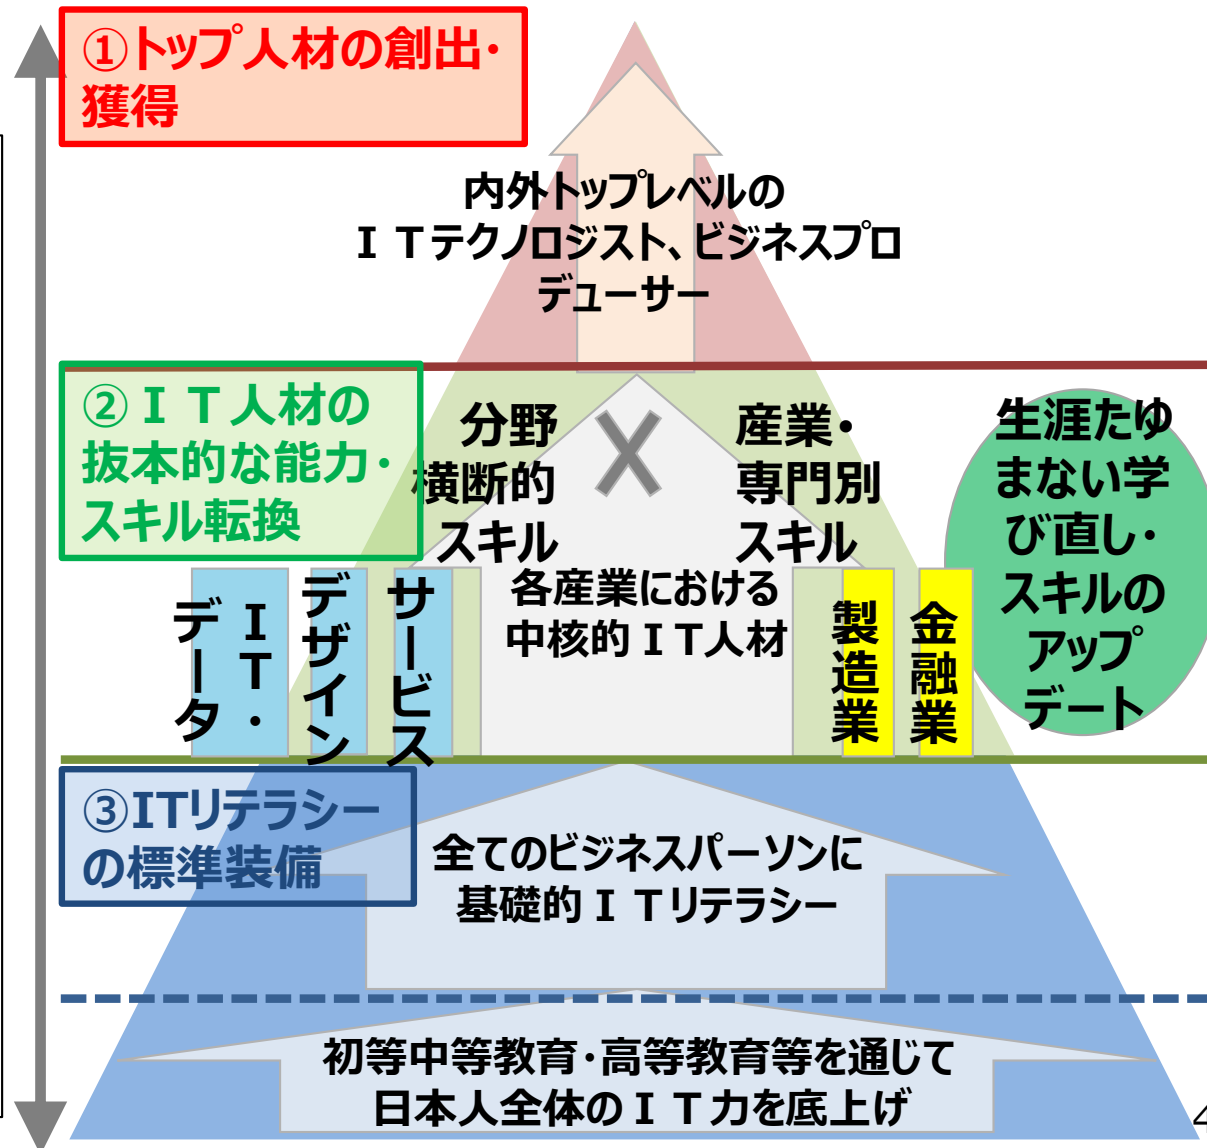 ①トップ人材の創出・
獲得
内外トップレベルの
ＩＴテクノロジスト、ビジネスプロ
デューサー
②ＩＴ人材の
抜本的な能力・
スキル転換
分野
横断的
スキル
産業・
専門別
スキル
生涯たゆ
まない学
び直し・
スキルの
アップ
デート
IT・
データ
デザイン
サービス
各産業における
中核的IT人材
製造業
金融業
③ITリテラシー
の標準装備
全てのビジネスパーソンに
基礎的ＩＴリテラシー
初等中等教育・高等教育等を通じて
日本人全体のＩＴ力を底上げ